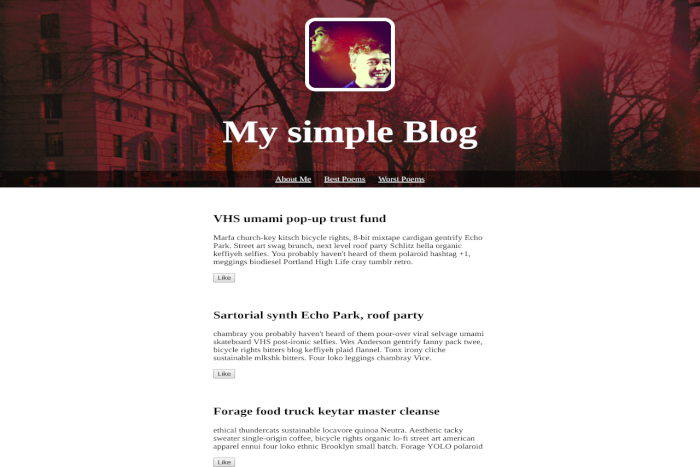 My simple Blog
About Me Best Poems Worst Poems
VHS umami pop-up trust fund
Marfa church-key kitsch bicycle rights, 8-bit mixtape cardigan gentrify Echo
Park. Street art swag brunch, next level roof party Schlitz hella organic
keffiyeh selfies. You probably haven't heard of them polaroid hashtag +1,
meggings biodiesel Portland High Life cray tumblr retro.
Like
Sartorial synth Echo Park, roof party
chambray you probably haven't heard of them pour-over viral selvage umami
skateboard VHS post-ironic selfies. Wes Anderson gentrify fanny pack twee,
bicycle rights bitters blog keffiyeh plaid flannel. Tonx irony cliche
sustainable mlkshk bitters. Four loko leggings chambray Vice.
Like
Forage food truck keytar master cleanse
ethical thundercats sustainable locavore quinoa Neutra. Aesthetic tacky
sweater single-origin coffee, bicycle rights organic lo-fi street art american
apparel ennui four loko ethnic Brooklyn small batch. Forage YOLO polaroid
Like